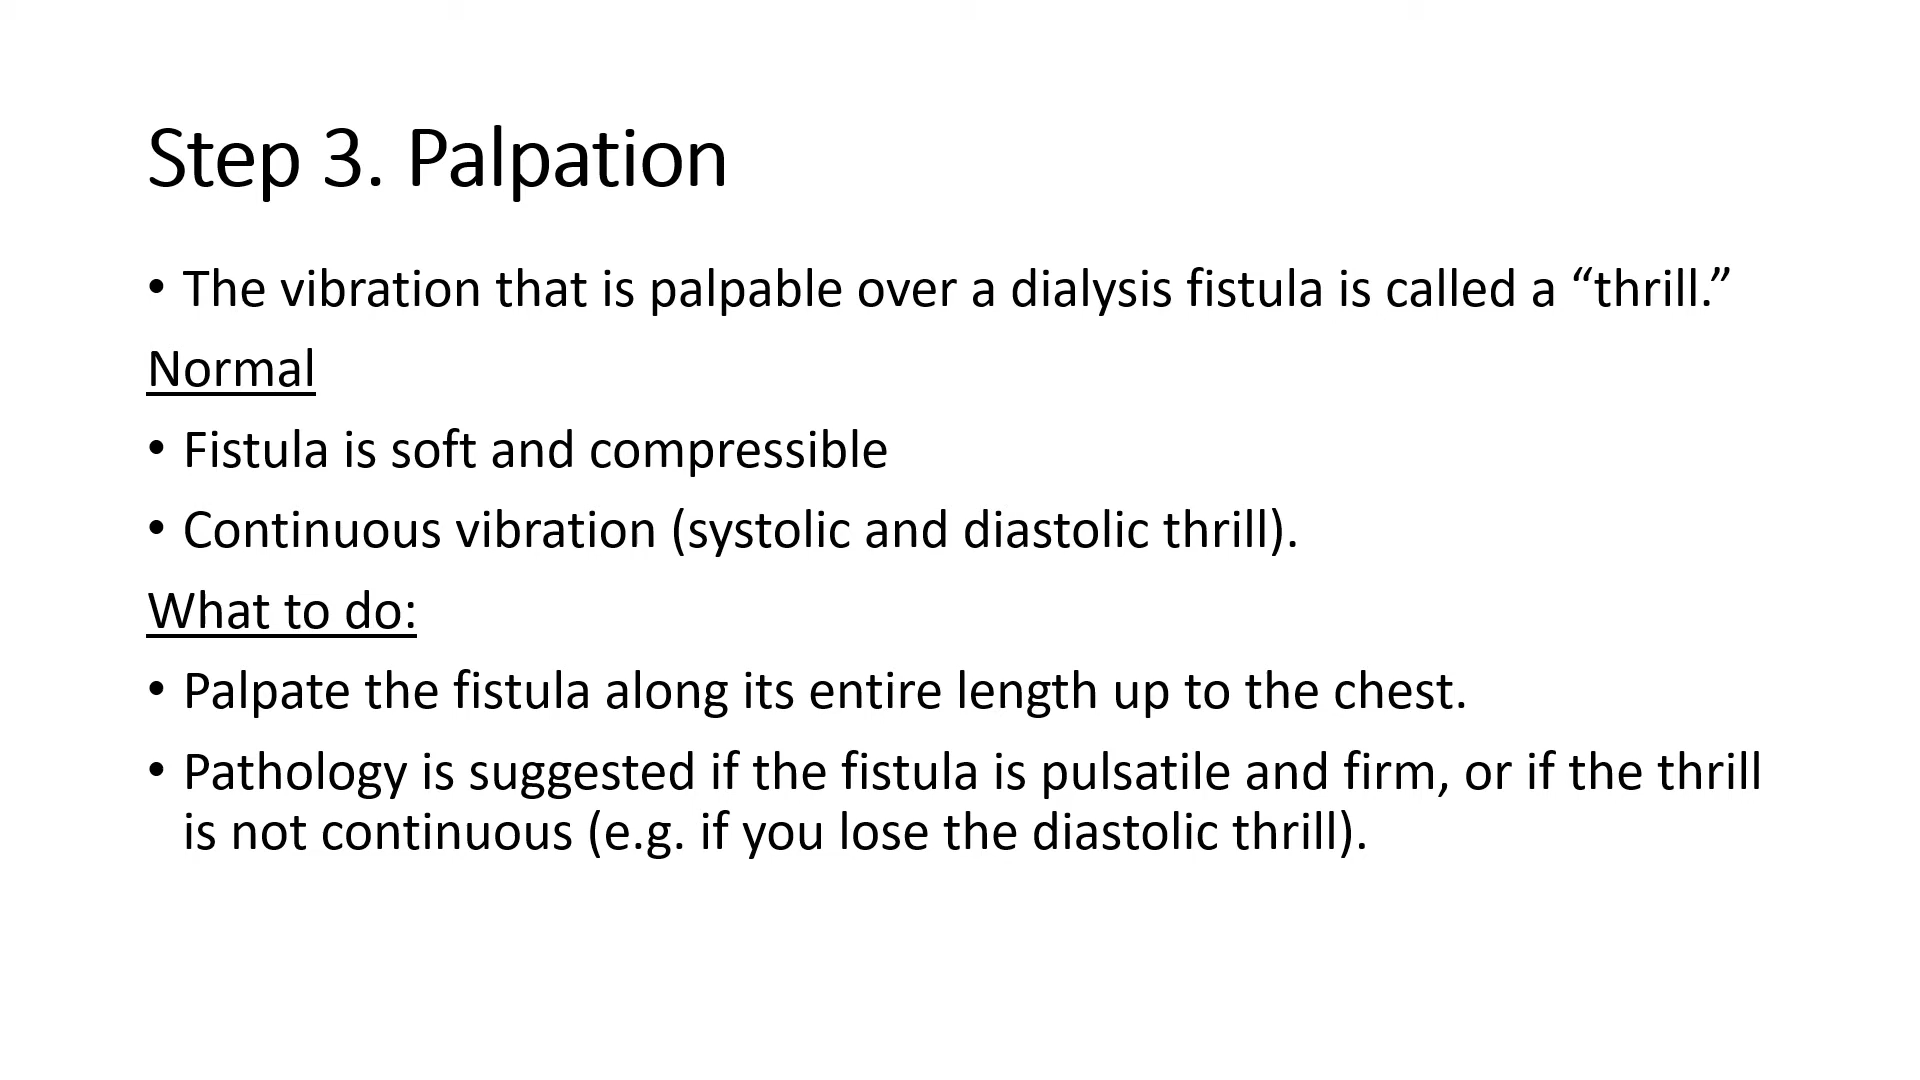 Step 3. Palpation
• The vibration that is palpable over a dialysis fistula is called a “thrill.”
Normal
• Fistula is soft and compressible
• Continuous vibration (systolic and diastolic thrill).
What to do:
• Palpate the fistula along its entire length up to the chest.
• Pathology is suggested if the fistula is pulsatile and firm, or if the thrill
is not continuous (e.g. if you lose the diastolic thrill).